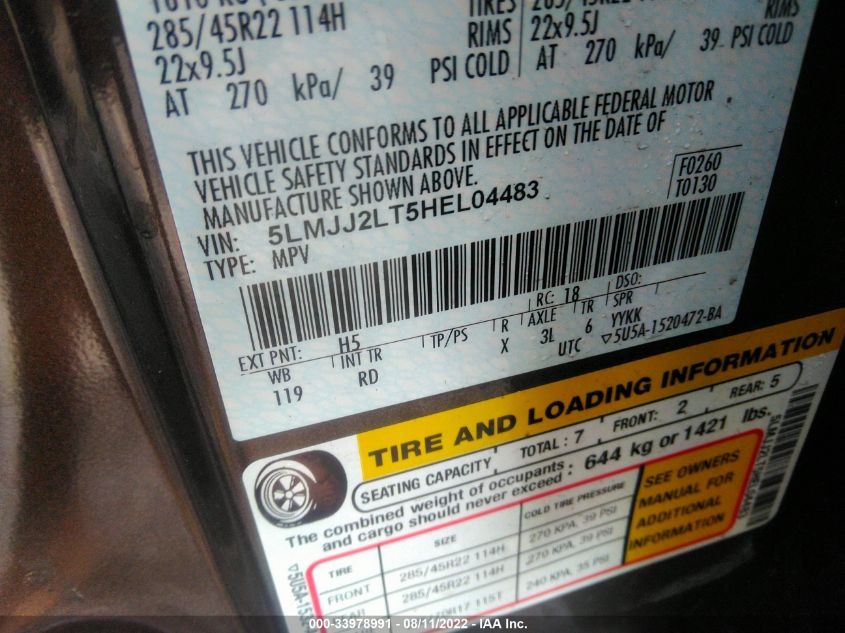 285/45R22 114H TIRES
22x9.5J RIMS 22x9.5J RIMS
AT 270 kPa/ 39 PSI COLD AT 270 kPa/ 39 PSI COLD
THIS VEHICLE CONFORMS TO ALL APPLICABLE FEDERAL MOTOR
VEHICLE SAFETY STANDARDS IN EFFECT ON THE DATE OF
MANUFACTURE SHOWN ABOVE.
F0260
T0130
VIN: 5LMJJ2LT5HEL04483
TYPE: MPV
EXT PNT: H5 RC: 18 DSO:
WB INT TR TP/PS R AXLE TR SPR
119 RD X 3L 6 YYKK
UTC ▽5U5A-1520472-BA
TIRE AND LOADING INFORMATION
SEATING CAPACITY TOTAL: 7 FRONT: 2 REAR: 5
The combined weight of occupants
and cargo should never exceed : 644 kg or 1421 lbs.
TIRE SIZE COLD TIRE PRESSURE
FRONT 285/45R22 114H 270 KPA, 39 PSI
285/45R22 114H 270 KPA, 39 PSI
240 KPA, 35 PSI
SEE OWNERS
MANUAL FOR
ADDITIONAL
INFORMATION
000-33978991 - 08/11/2022 - IAA Inc.